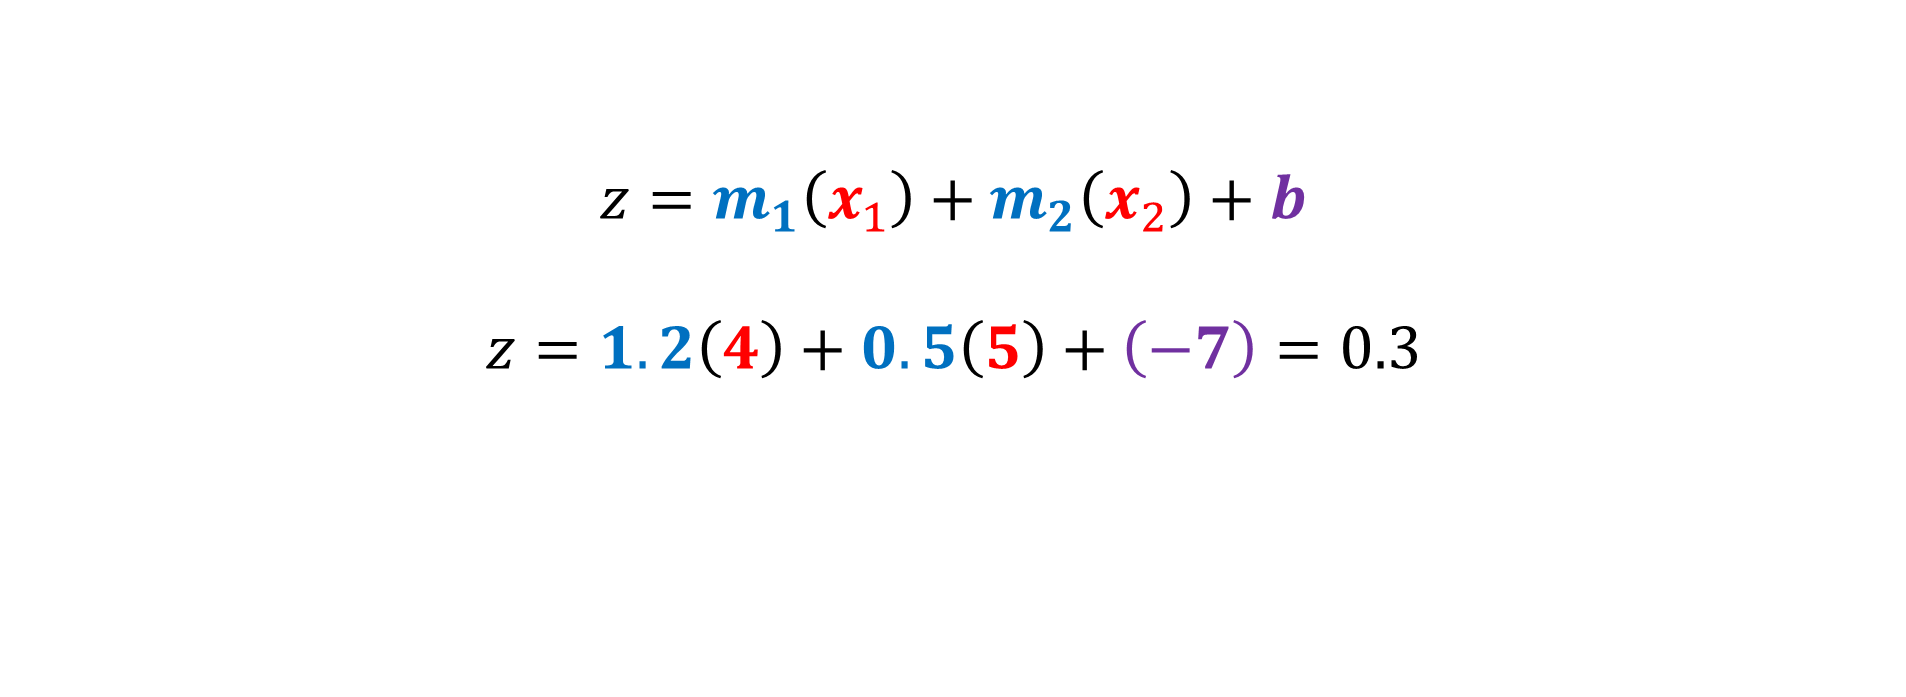 z = m₁(x₁) + m₂(x₂) + b
z = 1.2(4) + 0.5(5) + (−7) = 0.3